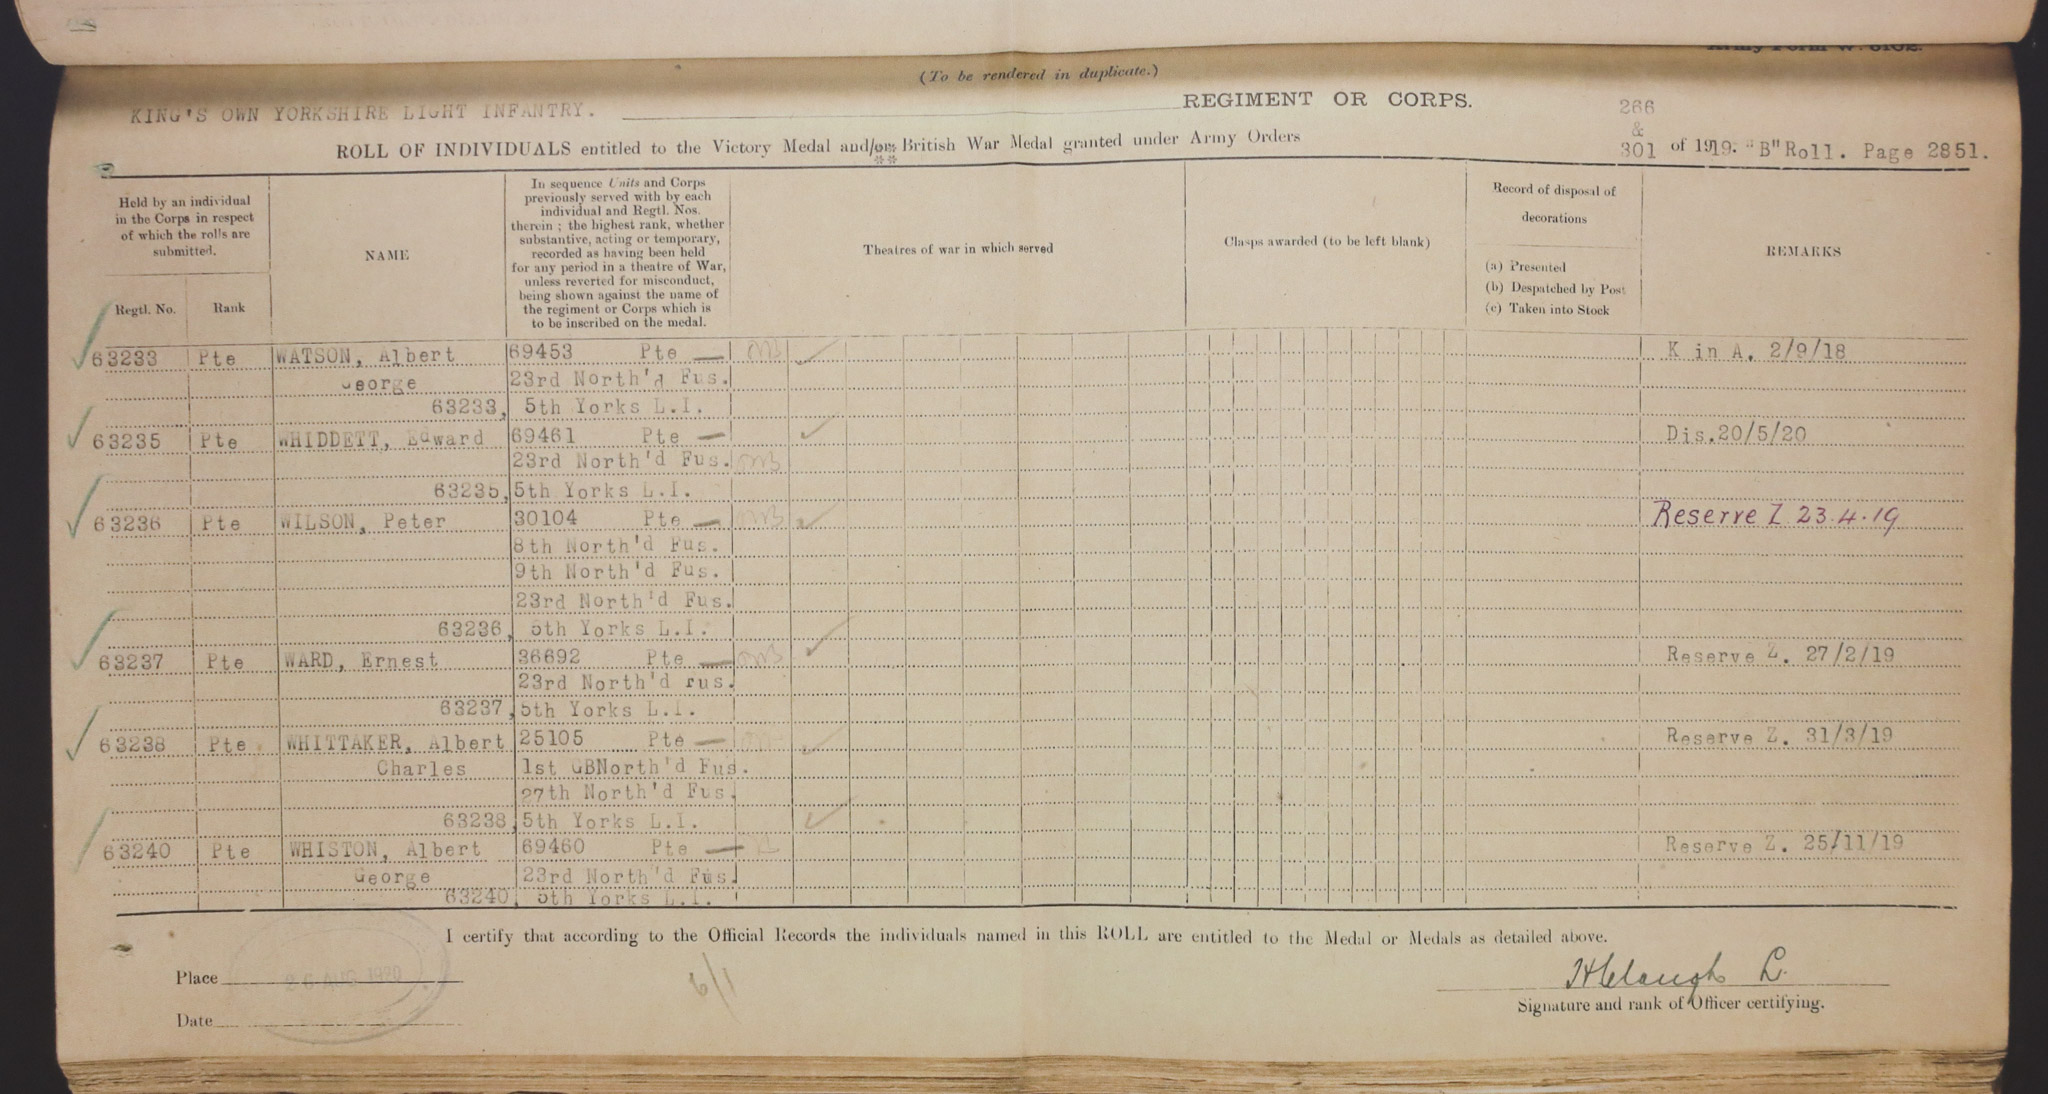 Army Form W. 5102.
(To be rendered in duplicate.)
KING'S OWN YORKSHIRE LIGHT INFANTRY. REGIMENT OR CORPS.
ROLL OF INDIVIDUALS entitled to the Victory Medal and/or British War Medal granted under Army Orders 266 & 301 of 1919. "B" Roll. Page 2851.
Held by an individual in the Corps in respect of which the rolls are submitted.
Regtl. No.
Rank
NAME
In sequence Units and Corps
previously served with by each
individual and Regtl. Nos.
therein ; the highest rank, whether
substantive, acting or temporary,
recorded as having been held
for any period in a theatre of War,
unless reverted for misconduct,
being shown against the name of
the regiment or Corps which is
to be inscribed on the medal.
Theatres of war in which served
Clasps awarded (to be left blank)
Record of disposal of
decorations
(a) Presented
(b) Despatched by Post
(c) Taken into Stock
REMARKS
63233 Pte WATSON, Albert 69453 Pte — K in A. 2/9/18
George 23rd North'd Fus.
63233, 5th Yorks L.I.
63235 Pte WHIDDETT, Edward 69461 Pte — Dis.20/5/20
23rd North'd Fus.
63235, 5th Yorks L.I.
63236 Pte WILSON, Peter 30104 Pte — Reserve Z 23.4.19
8th North'd Fus.
9th North'd Fus.
23rd North'd Fus.
63236, 5th Yorks L.I.
63237 Pte WARD, Ernest 36692 Pte — Reserve Z. 27/2/19
23rd North'd Fus.
63237, 5th Yorks L.I.
63238 Pte WHITTAKER, Albert 25105 Pte — Reserve Z. 31/3/19
Charles 1st GBNorth'd Fus.
27th North'd Fus.
63238, 5th Yorks L.I.
63240 Pte WHISTON, Albert 69460 Pte — Reserve Z. 25/11/19
George 23rd North'd Fus.
63240, 5th Yorks L.I.
I certify that according to the Official Records the individuals named in this ROLL are entitled to the Medal or Medals as detailed above.
Place
26 AUG 1920
6/1
Signature and rank of Officer certifying.
Date